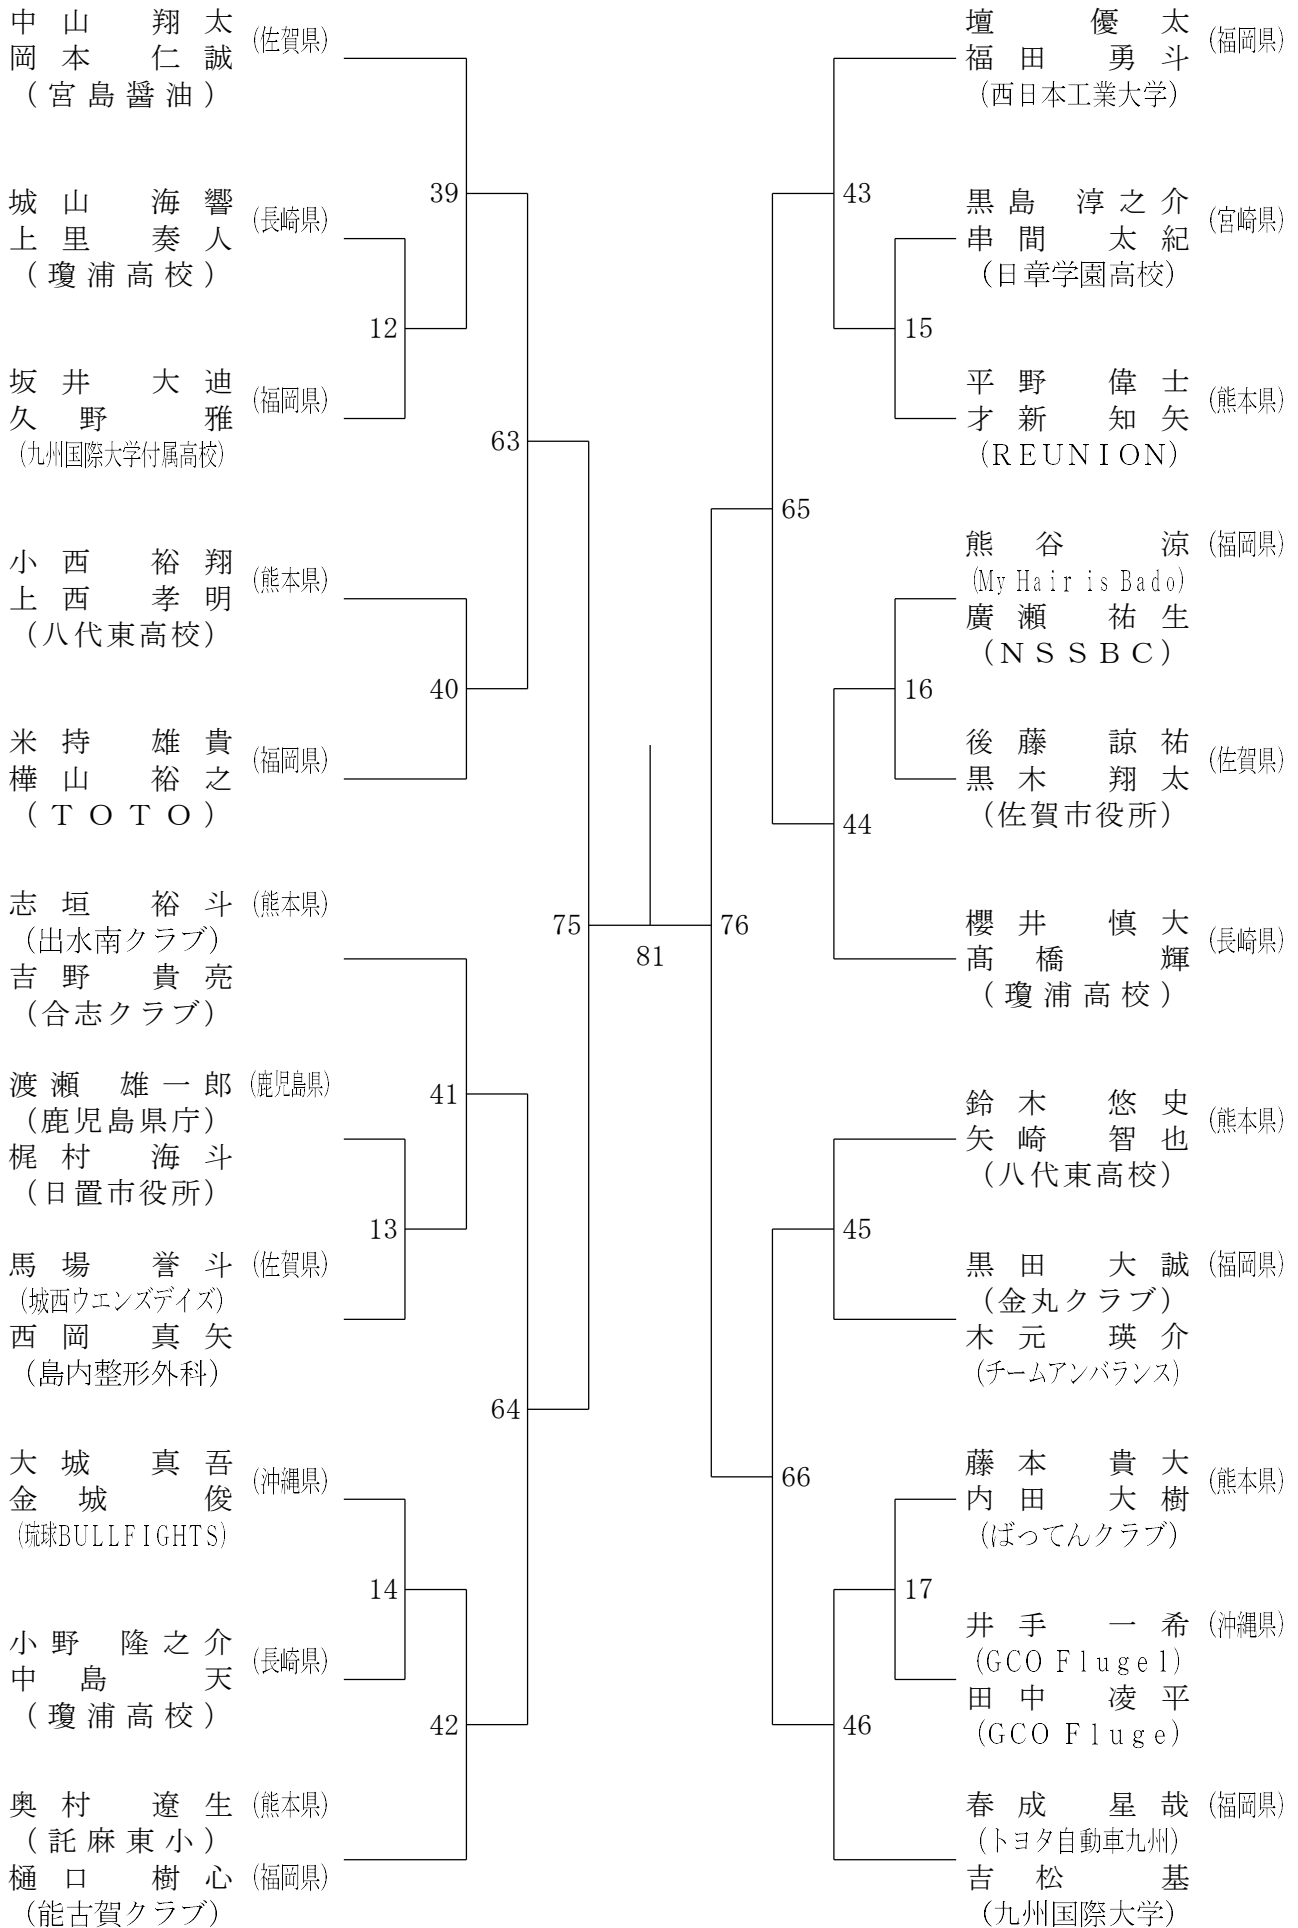 中山 翔太 (佐賀県)
岡本 仁誠
(宮島醤油)
城山 海響 (長崎県)
上里 奏人
(瓊浦高校)
坂井 大迪 (福岡県)
久野 雅
(九州国際大学付属高校)
小西 裕翔 (熊本県)
上西 孝明
(八代東高校)
米持 雄貴 (福岡県)
樺山 裕之
(TOTO)
志垣 裕斗 (熊本県)
(出水南クラブ)
吉野 貴亮
(合志クラブ)
渡瀬 雄一郎 (鹿児島県)
(鹿児島県庁)
梶村 海斗
(日置市役所)
馬場 誉斗 (佐賀県)
(城西ウエンズデイズ)
西岡 真矢
(島内整形外科)
大城 真吾 (沖縄県)
金城 俊
(琉球BULLFIGHTS)
小野 隆之介 (長崎県)
中島 天
(瓊浦高校)
奥村 遼生 (熊本県)
(託麻東小)
樋口 樹心 (福岡県)
(能古賀クラブ)
39
12
63
40
75
41
13
64
14
42
81
76
43
15
65
16
44
45
66
17
46
壇 優太 (福岡県)
福田 勇斗
(西日本工業大学)
黒島 淳之介 (宮崎県)
串間 太紀
(日章学園高校)
平野 偉士 (熊本県)
才新 知矢
(REUNION)
熊谷 涼 (福岡県)
(My Hair is Bado)
廣瀬 祐生
(NSSBC)
後藤 諒祐 (佐賀県)
黒木 翔太
(佐賀市役所)
櫻井 慎大 (長崎県)
髙橋 輝
(瓊浦高校)
鈴木 悠史 (熊本県)
矢崎 智也
(八代東高校)
黒田 大誠 (福岡県)
(金丸クラブ)
木元 瑛介
(チームアンバランス)
藤本 貴大 (熊本県)
内田 大樹
(ばってんクラブ)
井手 一希 (沖縄県)
(GCO Flugel)
田中 凌平
(GCO Fluge)
春成 星哉 (福岡県)
(トヨタ自動車九州)
吉松 基
(九州国際大学)